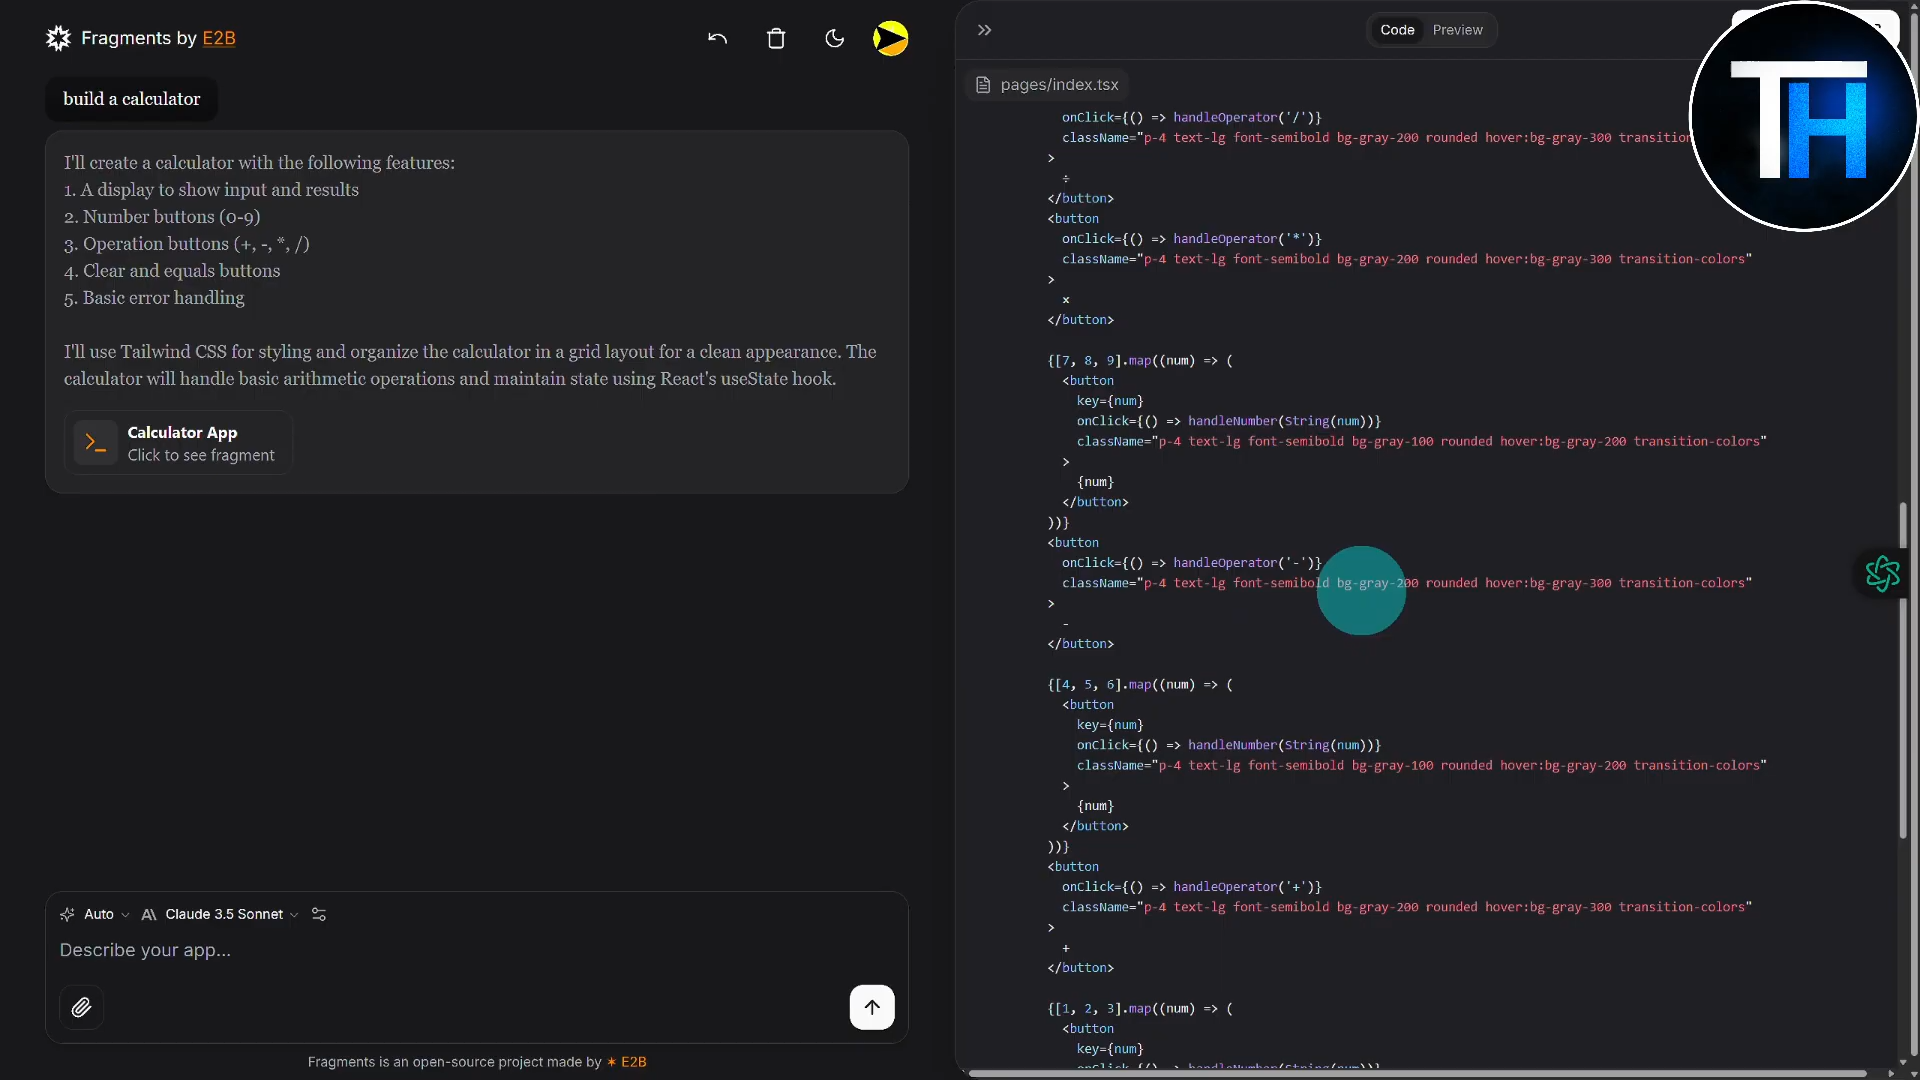 Fragments by E2B
build a calculator
I'll create a calculator with the following features:
1. A display to show input and results
2. Number buttons (0-9)
3. Operation buttons (+, -, *, /)
4. Clear and equals buttons
5. Basic error handling
I'll use Tailwind CSS for styling and organize the calculator in a grid layout for a clean appearance. The
calculator will handle basic arithmetic operations and maintain state using React's useState hook.
Calculator App
Click to see fragment
Auto
Claude 3.5 Sonnet
Describe your app...
Fragments is an open-source project made by ✶ E2B
Code Preview
TH
pages/index.tsx
onClick={() => handleOperator('/')}
className="p-4 text-lg font-semibold bg-gray-200 rounded hover:bg-gray-300 transition-
>
÷
</button>
<button
onClick={() => handleOperator('*')}
className="p-4 text-lg font-semibold bg-gray-200 rounded hover:bg-gray-300 transition-colors"
>
×
</button>
{[7, 8, 9].map((num) => (
<button
key={num}
onClick={() => handleNumber(String(num))}
className="p-4 text-lg font-semibold bg-gray-100 rounded hover:bg-gray-200 transition-colors"
>
{num}
</button>
))}
<button
onClick={() => handleOperator('-')}
className="p-4 text-lg font-semibold bg-gray-200 rounded hover:bg-gray-300 transition-colors"
>
-
</button>
{[4, 5, 6].map((num) => (
<button
key={num}
onClick={() => handleNumber(String(num))}
className="p-4 text-lg font-semibold bg-gray-100 rounded hover:bg-gray-200 transition-colors"
>
{num}
</button>
))}
<button
onClick={() => handleOperator('+')}
className="p-4 text-lg font-semibold bg-gray-200 rounded hover:bg-gray-300 transition-colors"
>
+
</button>
{[1, 2, 3].map((num) => (
<button
key={num}
onClick={() => handleNumber(String(num))}